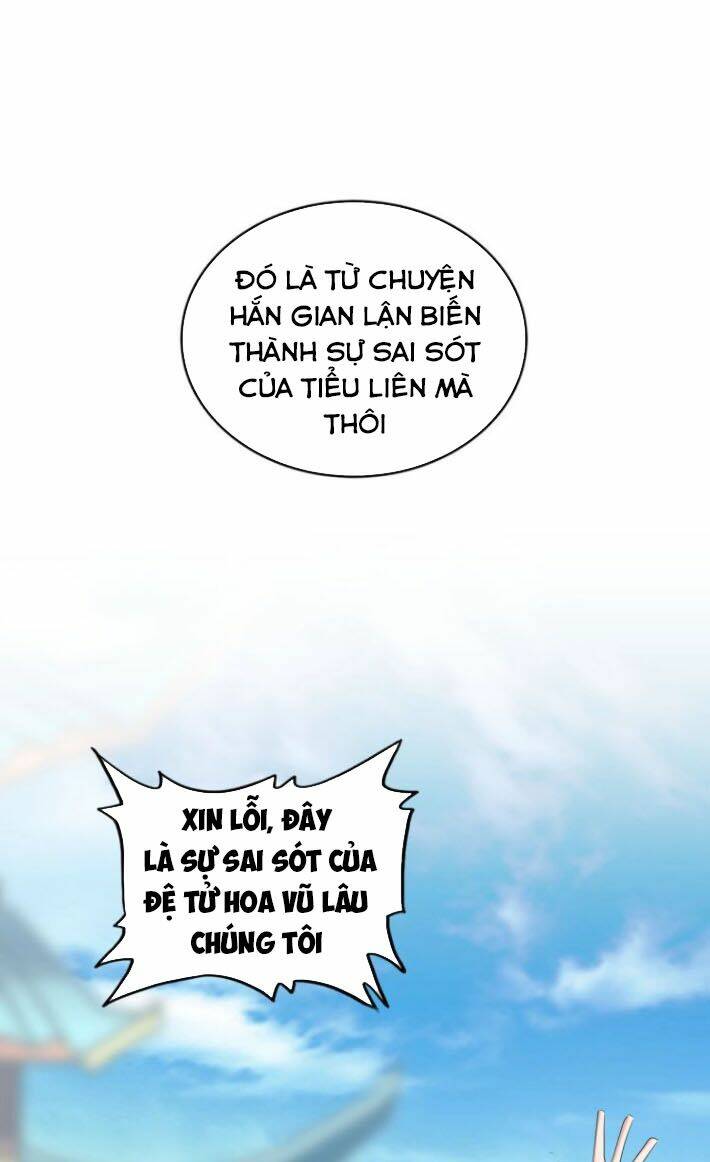 ĐÓ LÀ TỪ CHUYỆN
HẮN GIAN LẬN BIẾN
THÀNH SỰ SAI SÓT
CỦA TIỂU LIÊN MÀ
THÔI
XIN LỖI, ĐÂY
LÀ SỰ SAI SÓT CỦA
ĐỆ TỬ HOA VŨ LÂU
CHÚNG TÔI